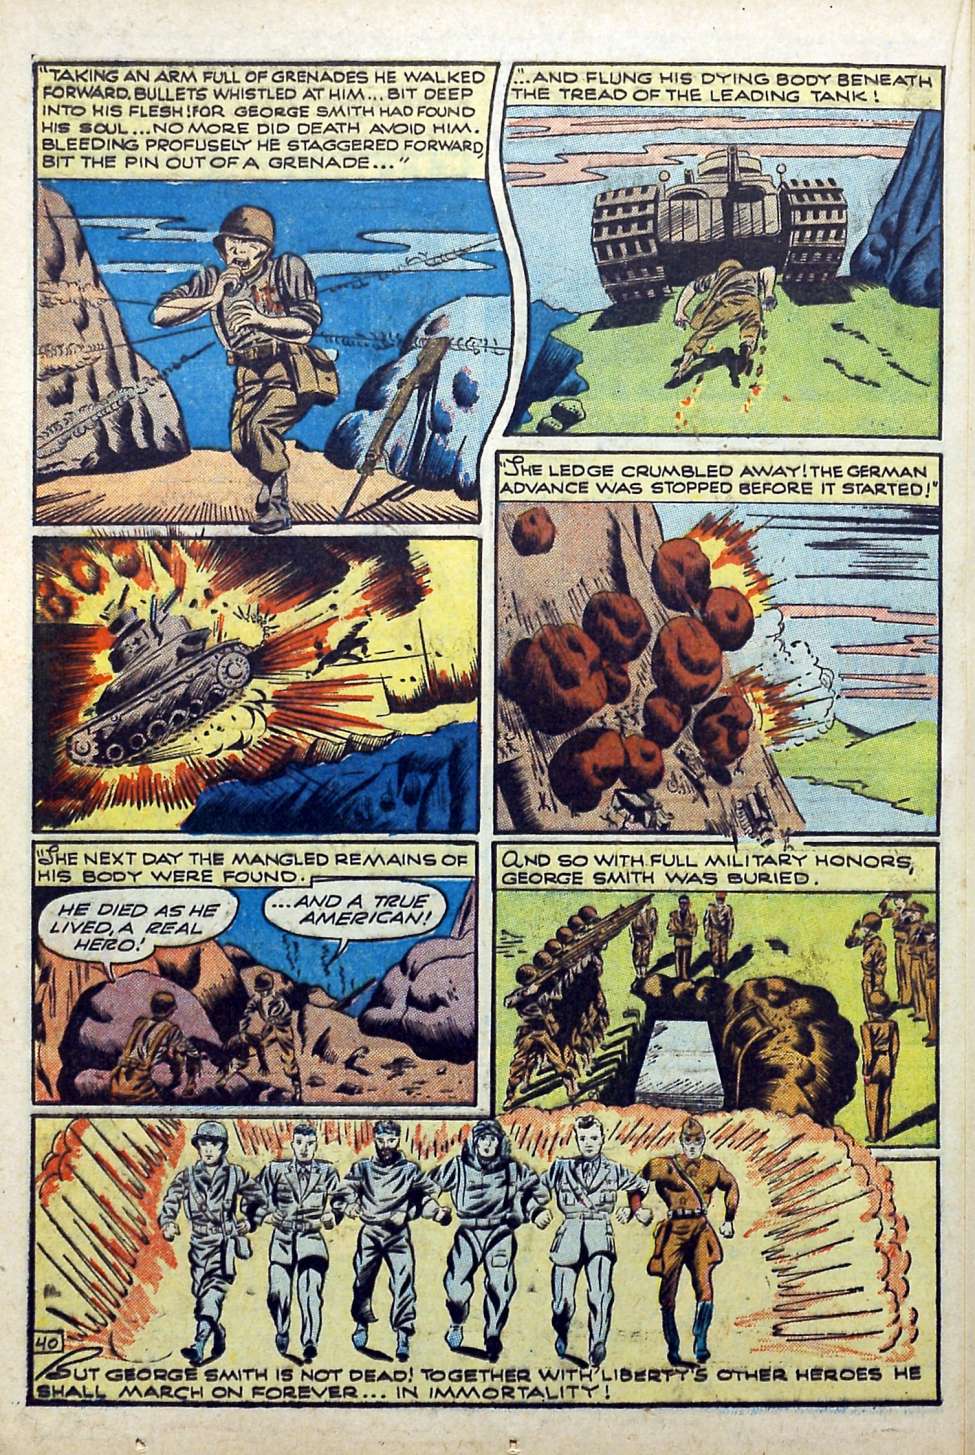 "TAKING AN ARM FULL OF GRENADES HE WALKED
FORWARD. BULLETS WHISTLED AT HIM... BIT DEEP
INTO HIS FLESH! FOR GEORGE SMITH HAD FOUND
HIS SOUL... NO MORE DID DEATH AVOID HIM.
BLEEDING PROFUSELY HE STAGGERED FORWARD,
BIT THE PIN OUT OF A GRENADE..."
"...AND FLUNG HIS DYING BODY BENEATH
THE TREAD OF THE LEADING TANK!
"THE LEDGE CRUMBLED AWAY! THE GERMAN
ADVANCE WAS STOPPED BEFORE IT STARTED!"
"THE NEXT DAY THE MANGLED REMAINS OF
HIS BODY WERE FOUND.
HE DIED AS HE
LIVED, A REAL
HERO!
...AND A TRUE
AMERICAN!
AND SO WITH FULL MILITARY HONORS,
GEORGE SMITH WAS BURIED.
40
BUT GEORGE SMITH IS NOT DEAD! TOGETHER WITH LIBERTY'S OTHER HEROES HE
SHALL MARCH ON FOREVER... IN IMMORTALITY!